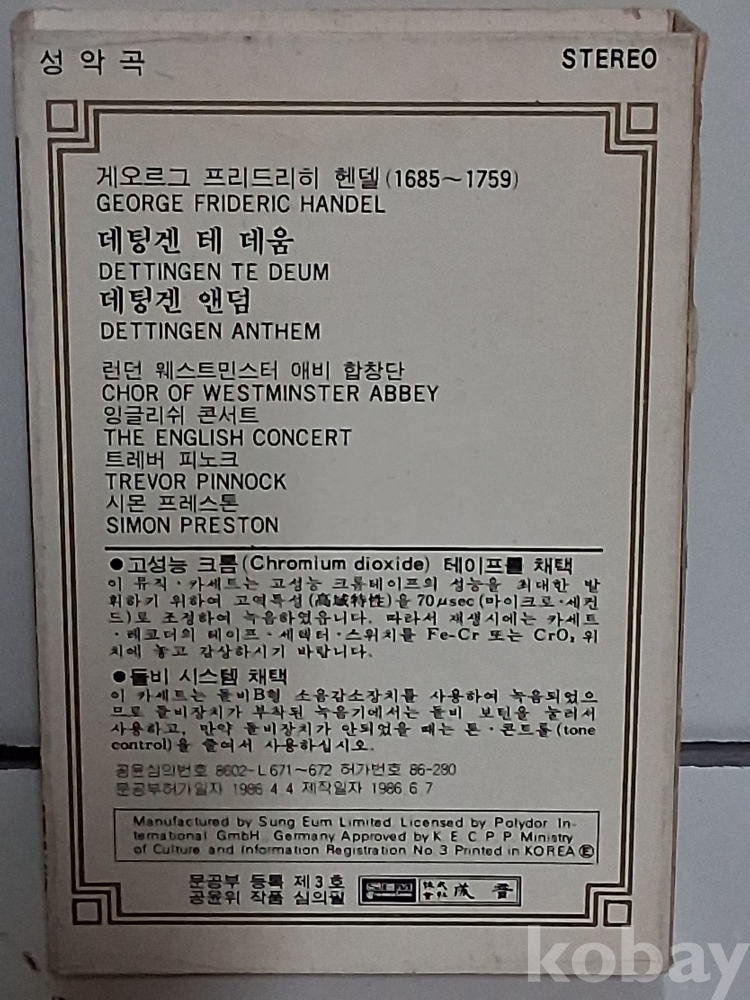 성악곡
STEREO
게오르그 프리드리히 헨델 (1685~1759)
GEORGE FRIDERIC HANDEL
데팅겐 테 데움
DETTINGEN TE DEUM
데팅겐 앤덤
DETTINGEN ANTHEM
런던 웨스트민스터 애비 합창단
CHOR OF WESTMINSTER ABBEY
잉글리쉬 콘서트
THE ENGLISH CONCERT
트레버 피노크
TREVOR PINNOCK
시몬 프레스톤
SIMON PRESTON
●고성능 크롬(Chromium dioxide) 테이프를 채택
이 뮤직·카세트는 고성능 크롬테이프의 성능을 최대한 발
휘하기 위하여 고역특성(高域特性)을 70μsec(마이크로·세컨
드)로 조정하여 녹음하였읍니다. 따라서 재생시에는 카세트
·레코더의 테이프·세렉터·스위치를 Fe-Cr 또는 CrO₂ 위
치에 놓고 감상하시기 바랍니다.
●돌비 시스템 채택
이 카세트는 돌비B형 소음감소장치를 사용하여 녹음되었으
므로 돌비장치가 부착된 녹음기에서는 돌비 보턴을 눌러서
사용하고, 만약 돌비장치가 안되었을 때는 톤·콘트롤(tone
control)을 줄여서 사용하십시오.
공윤심의번호 8602-L671~672 허가번호 86-290
문공부허가일자 1986.4.4 제작일자 1986.6.7
Manufactured by Sung Eum Limited. Licensed by Polydor In-
ternational GmbH, Germany Approved by K.E.C.P.P. Ministry
of Culture and Information Registration No.3 Printed in KOREA Ⓔ
문공부 등록 제3호
공윤위 작품 심의필
株式會社 成音
kobay